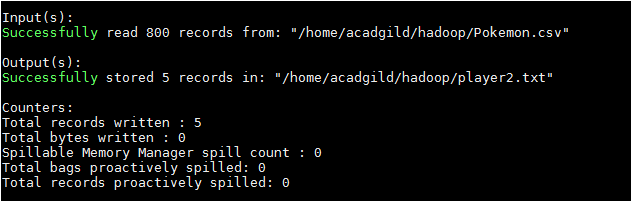 Input(s):
Successfully read 800 records from: "/home/acadgild/hadoop/Pokemon.csv"
Output(s):
Successfully stored 5 records in: "/home/acadgild/hadoop/player2.txt"
Counters:
Total records written : 5
Total bytes written : 0
Spillable Memory Manager spill count : 0
Total bags proactively spilled: 0
Total records proactively spilled: 0